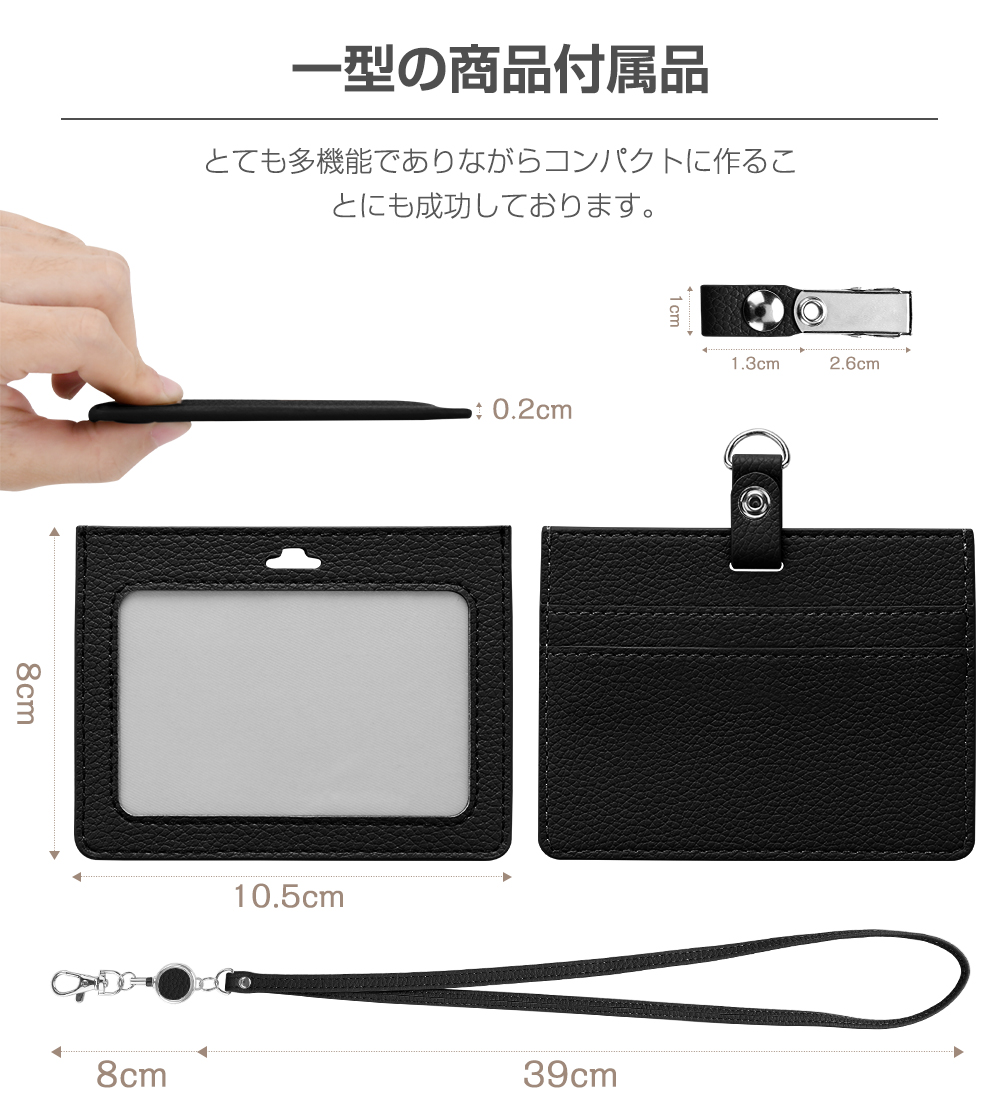 一型の商品付属品
とても多機能でありながらコンパクトに作るこ
とにも成功しております。
1cm
1.3cm
2.6cm
0.2cm
8cm
10.5cm
8cm
39cm